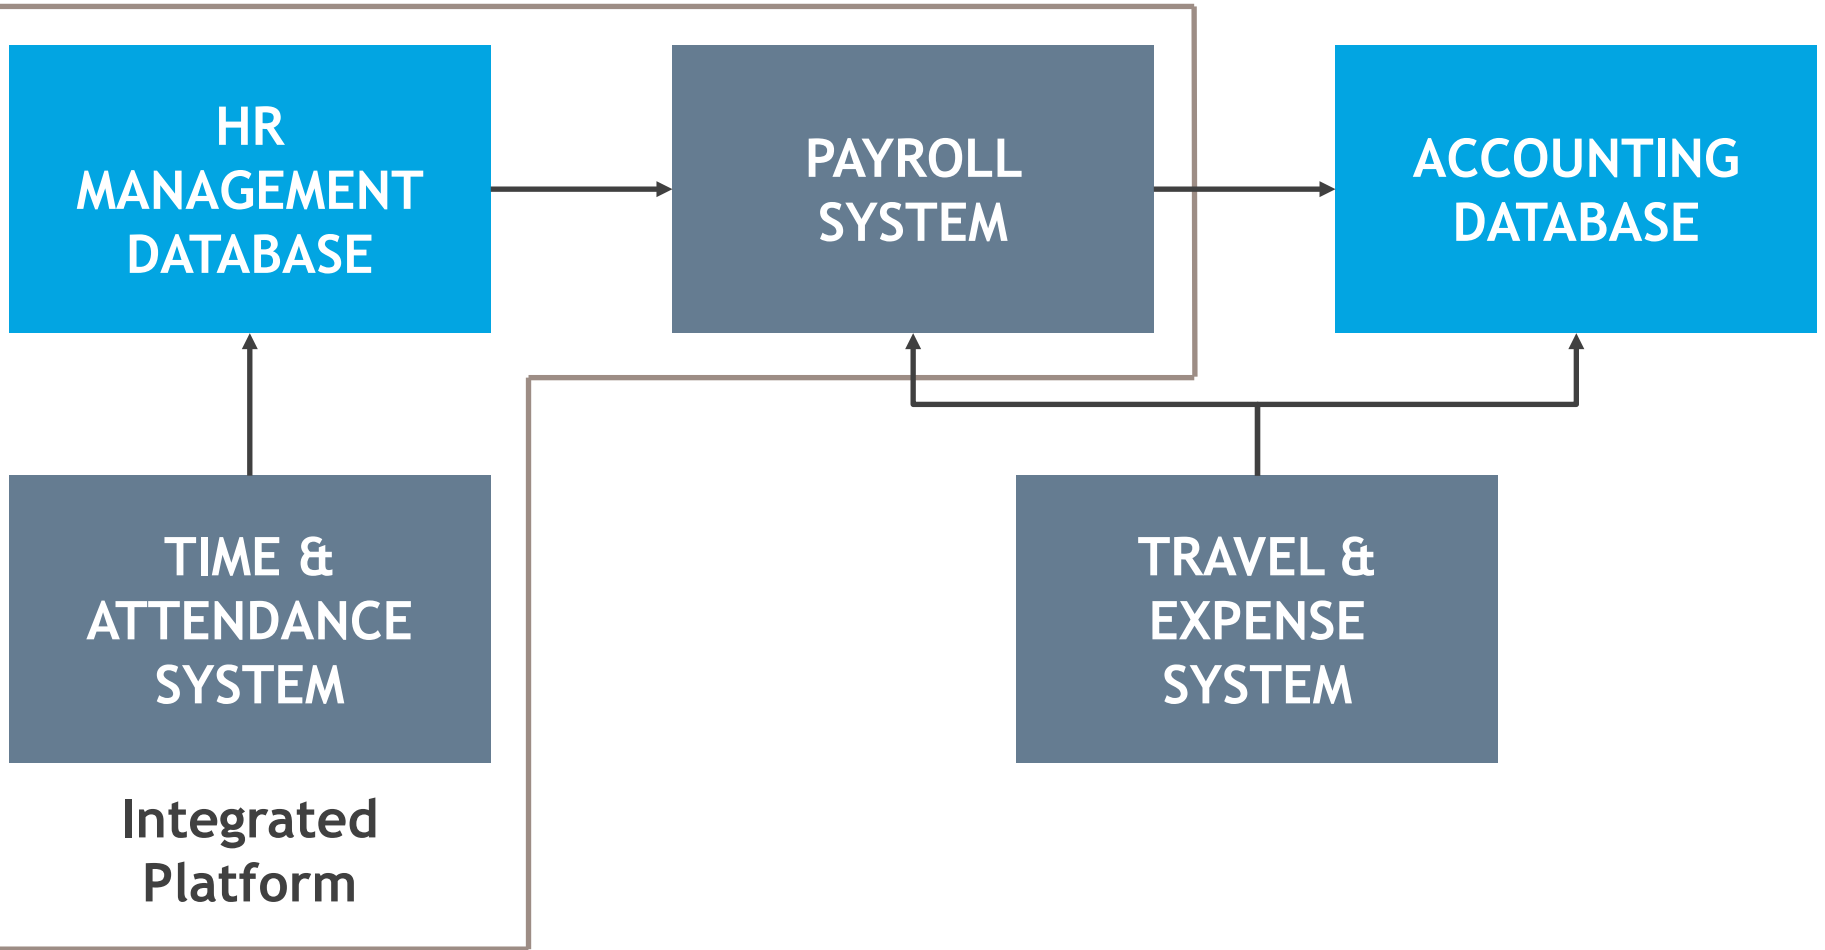 HR
MANAGEMENT
DATABASE
PAYROLL
SYSTEM
ACCOUNTING
DATABASE
TIME &
ATTENDANCE
SYSTEM
TRAVEL &
EXPENSE
SYSTEM
Integrated
Platform